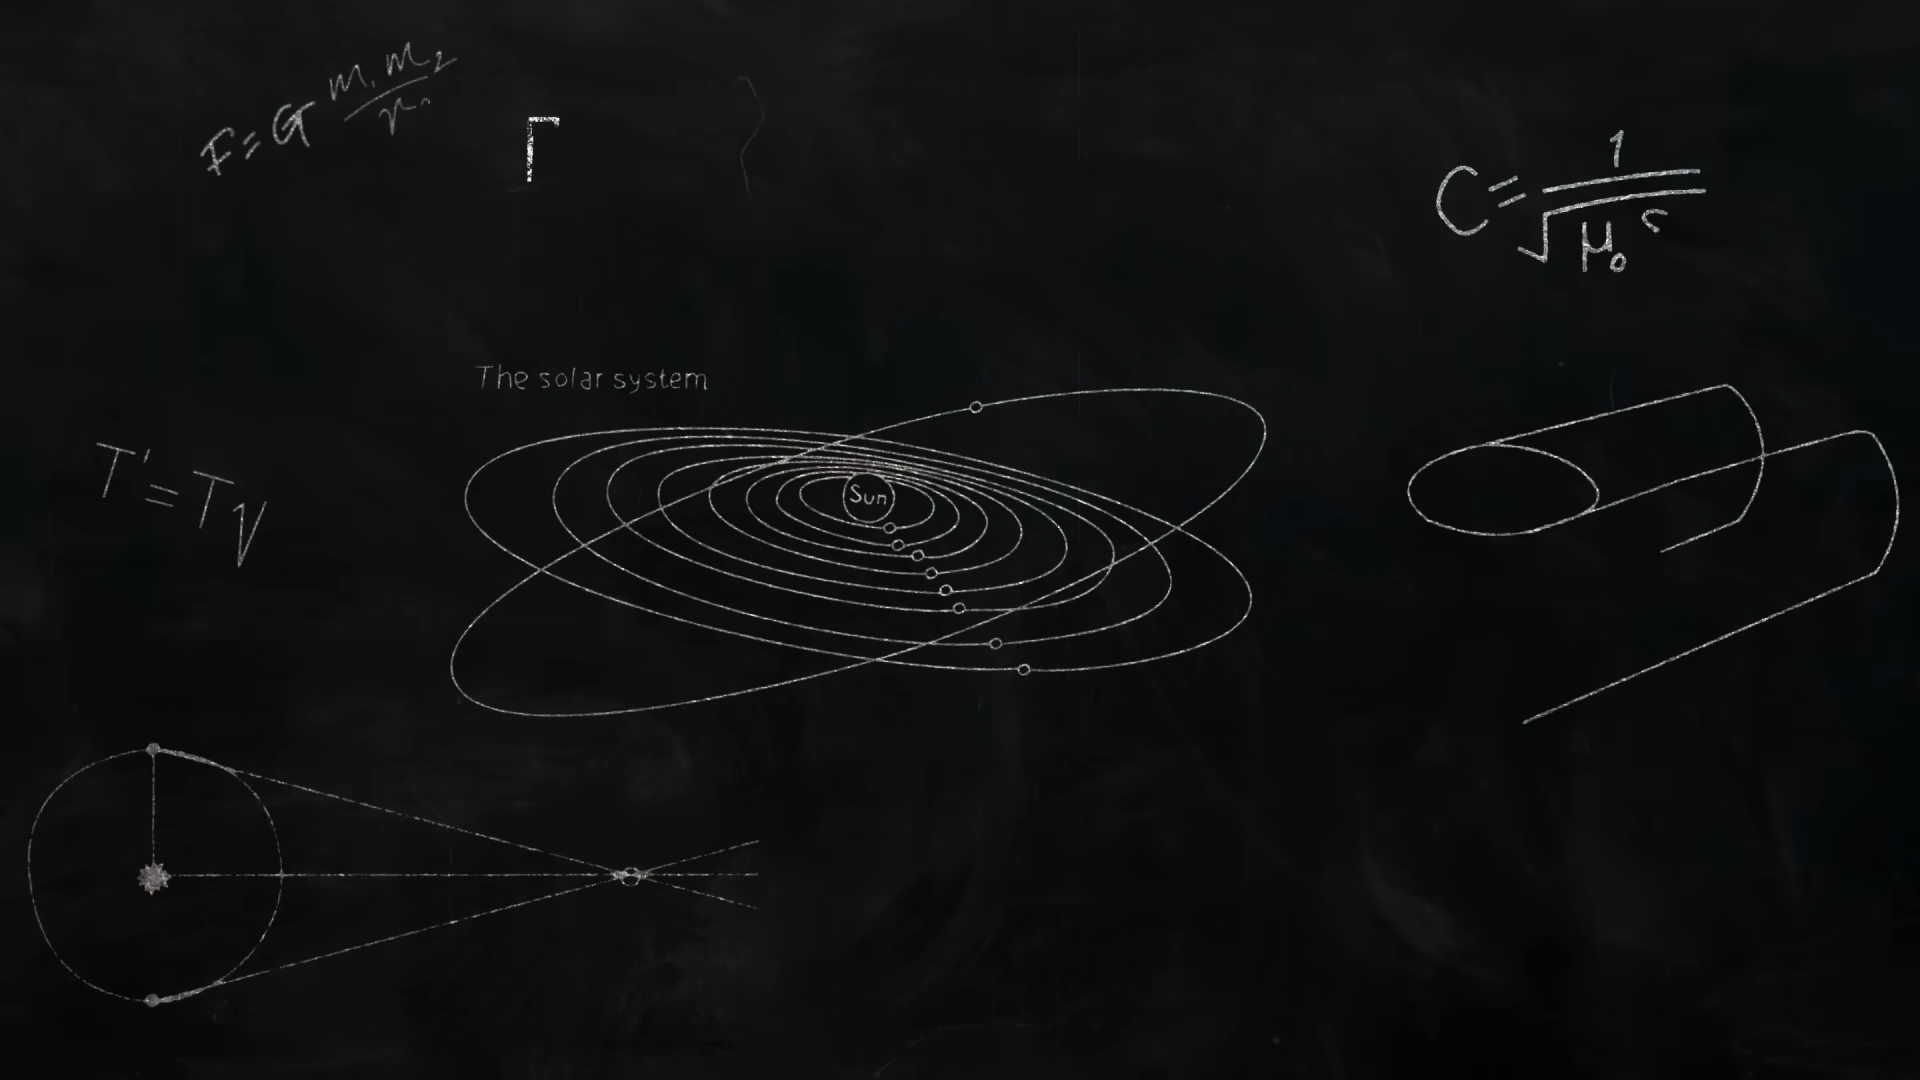 F=G m₁m₂/r
Γ
C=1/√μ₀
The solar system
Sun
T'=T√